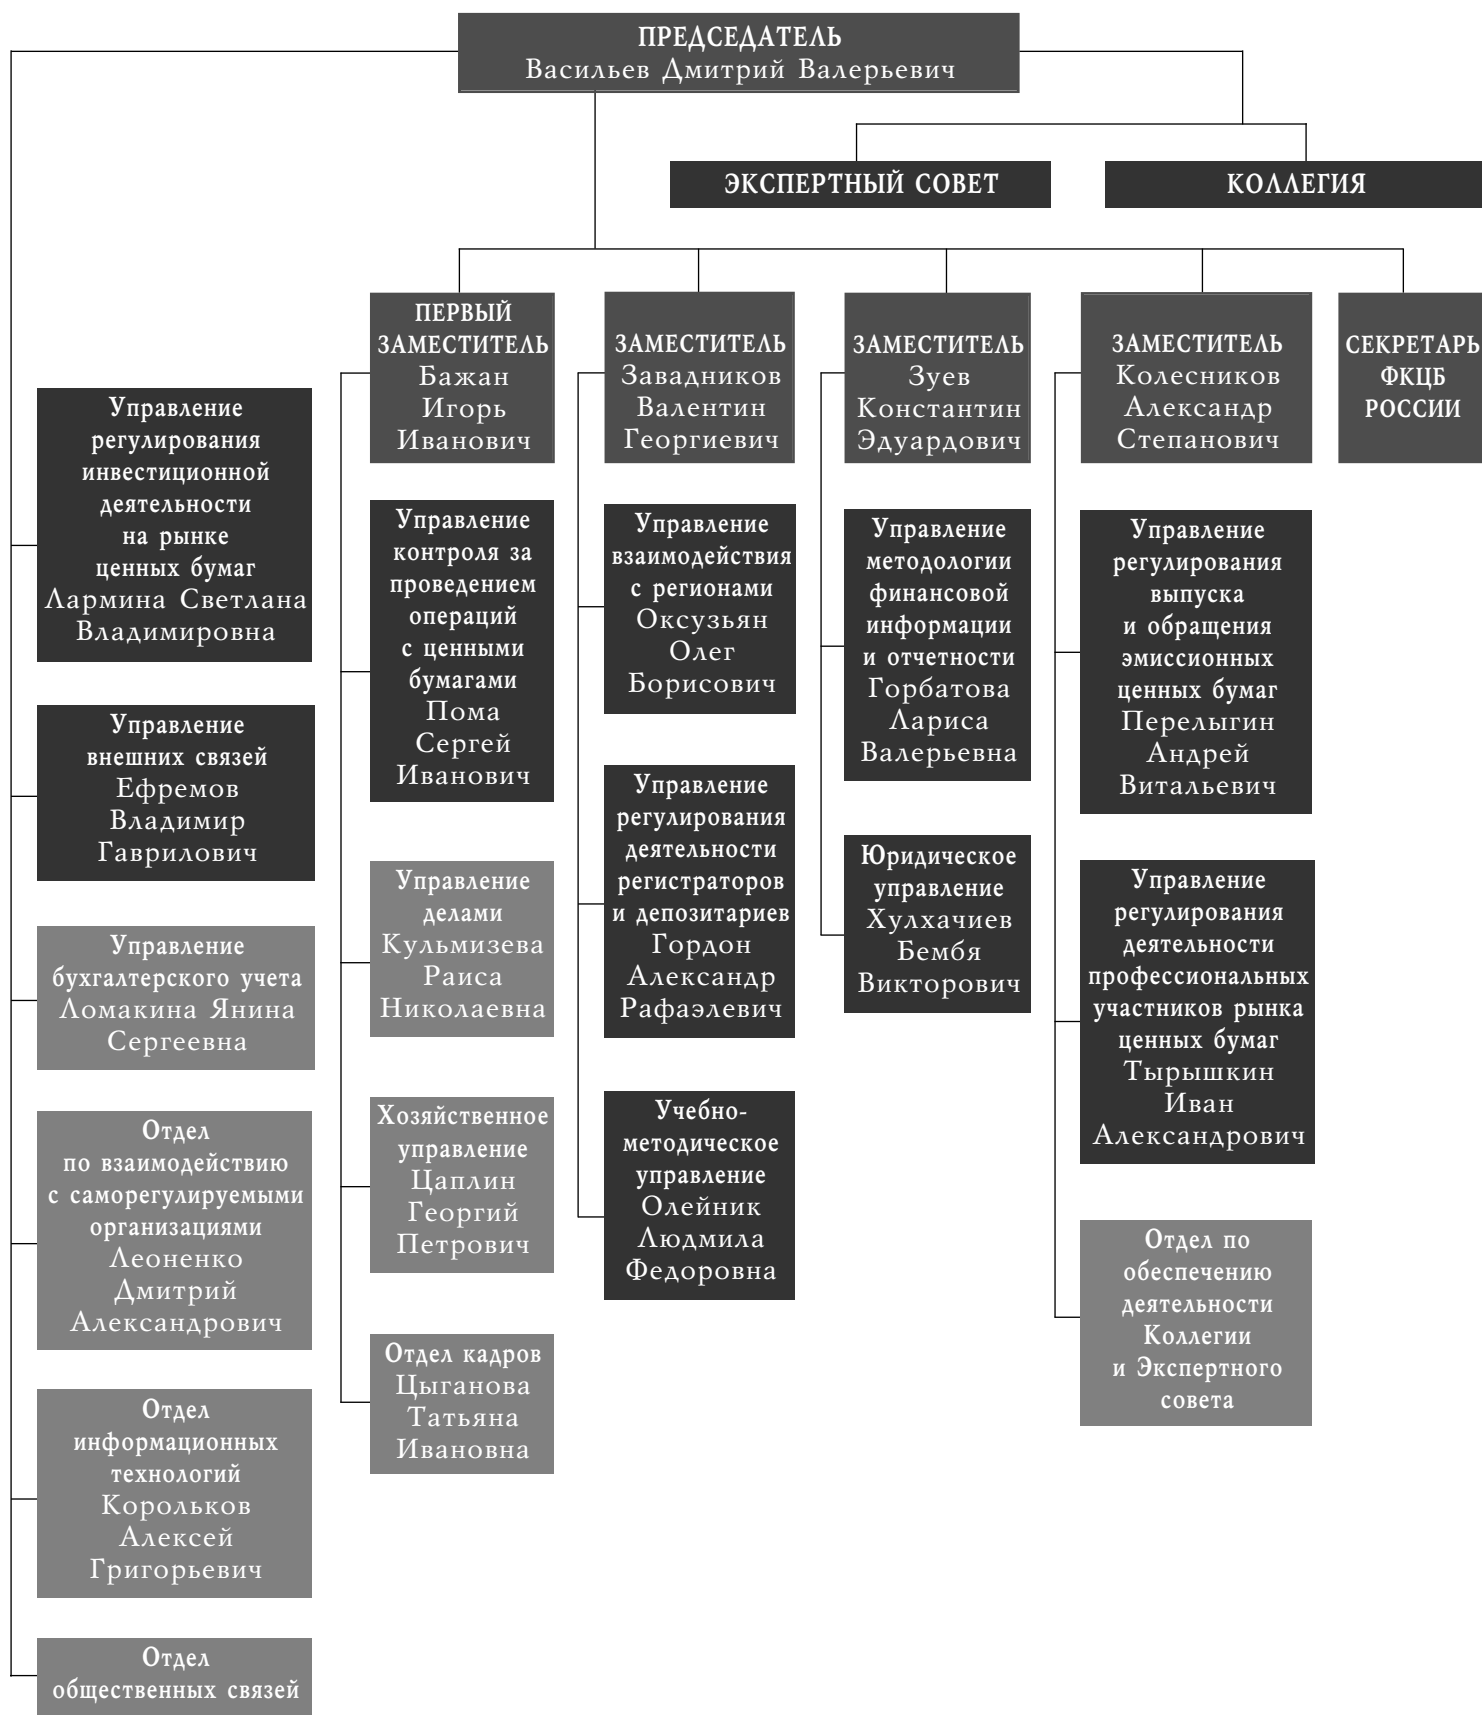 ПРЕДСЕДАТЕЛЬ
Васильев Дмитрий Валерьевич
ЭКСПЕРТНЫЙ СОВЕТ
КОЛЛЕГИЯ
Управление
регулирования
инвестиционной
деятельности
на рынке
ценных бумаг
Лармина Светлана
Владимировна
Управление
внешних связей
Ефремов
Владимир
Гаврилович
Управление
бухгалтерского учета
Ломакина Янина
Сергеевна
Отдел
по взаимодействию
с саморегулируемыми
организациями
Леоненко
Дмитрий
Александрович
Отдел
информационных
технологий
Корольков
Алексей
Григорьевич
Отдел
общественных связей
ПЕРВЫЙ
ЗАМЕСТИТЕЛЬ
Бажан
Игорь
Иванович
Управление
контроля за
проведением
операций
с ценными
бумагами
Пома
Сергей
Иванович
Управление
делами
Кульмизева
Раиса
Николаевна
Хозяйственное
управление
Цаплин
Георгий
Петрович
Отдел кадров
Цыганова
Татьяна
Ивановна
ЗАМЕСТИТЕЛЬ
Завадников
Валентин
Георгиевич
Управление
взаимодействия
с регионами
Оксузьян
Олег
Борисович
Управление
регулирования
деятельности
регистраторов
и депозитариев
Гордон
Александр
Рафаэлевич
Учебно-
методическое
управление
Олейник
Людмила
Федоровна
ЗАМЕСТИТЕЛЬ
Зуев
Константин
Эдуардович
Управление
методологии
финансовой
информации
и отчетности
Горбатова
Лариса
Валерьевна
Юридическое
управление
Хулхачиев
Бембя
Викторович
ЗАМЕСТИТЕЛЬ
Колесников
Александр
Степанович
Управление
регулирования
выпуска
и обращения
эмиссионных
ценных бумаг
Перелыгин
Андрей
Витальевич
Управление
регулирования
деятельности
профессиональных
участников рынка
ценных бумаг
Тырышкин
Иван
Александрович
Отдел по
обеспечению
деятельности
Коллегии
и Экспертного
совета
СЕКРЕТАРЬ
ФКЦБ
РОССИИ